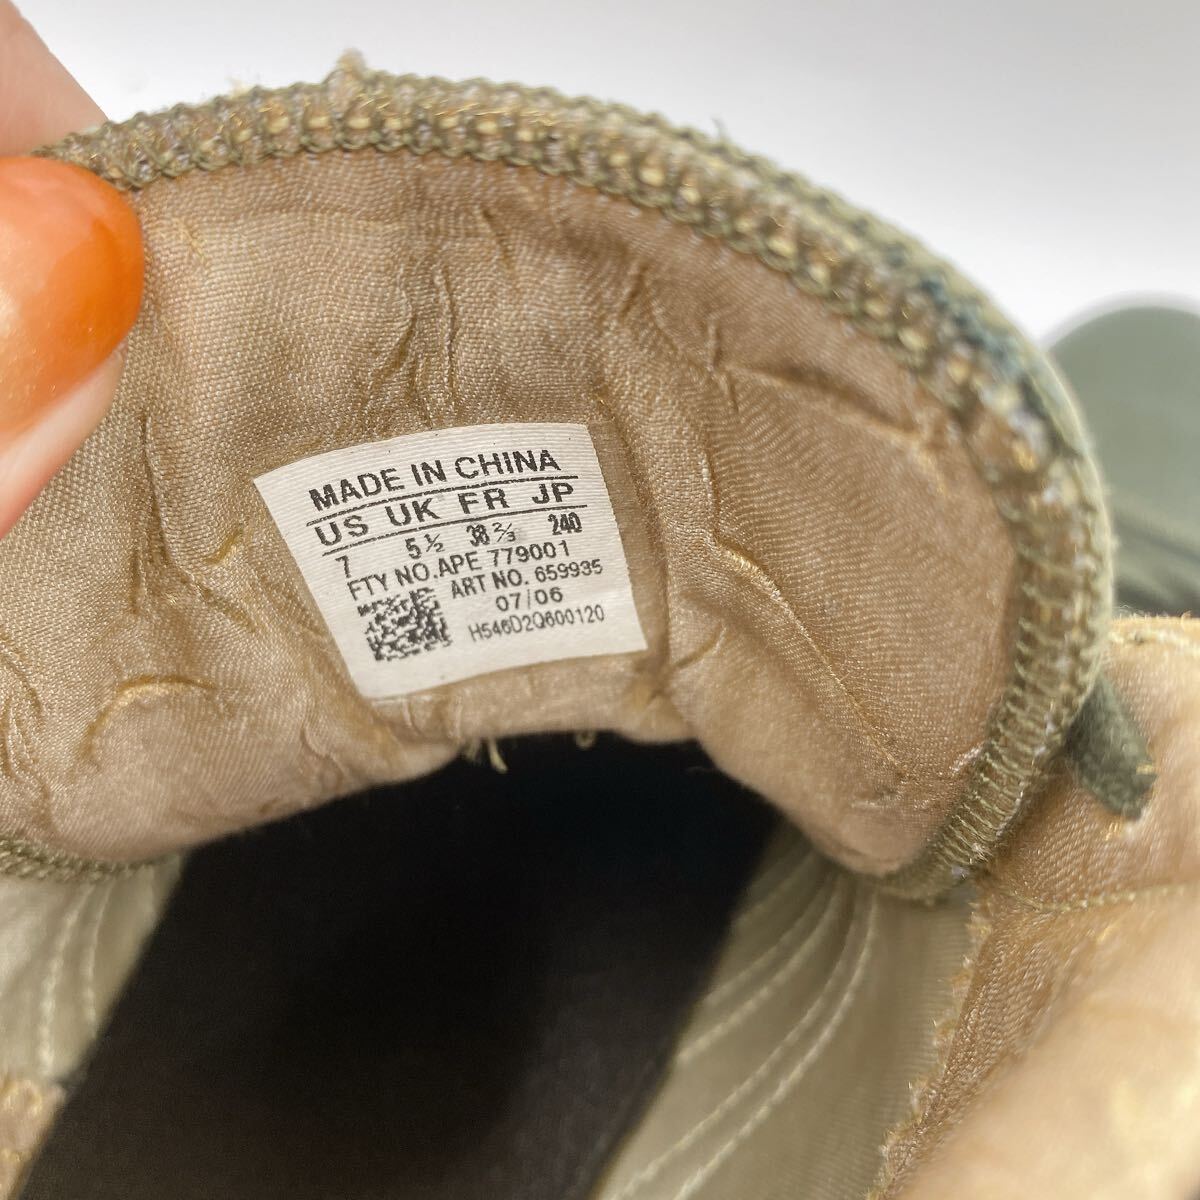 MADE IN CHINA
US UK FR JP
7 5½ 38⅔ 240
FTY NO.APE 779001
ART NO. 659935
07/06
H546D2Q600120